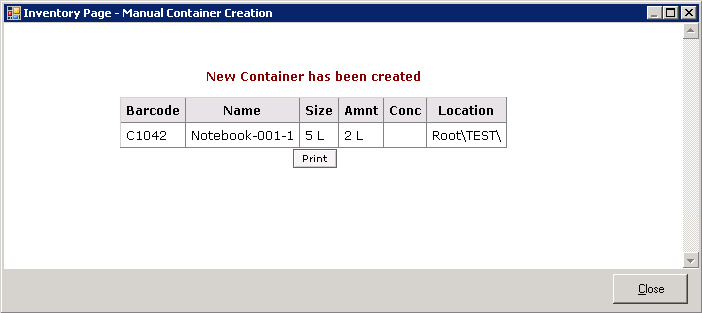 Inventory Page - Manual Container Creation
New Container has been created
Barcode Name Size Amnt Conc Location
C1042 Notebook-001-1 5 L 2 L Root\TEST\
Print
Close